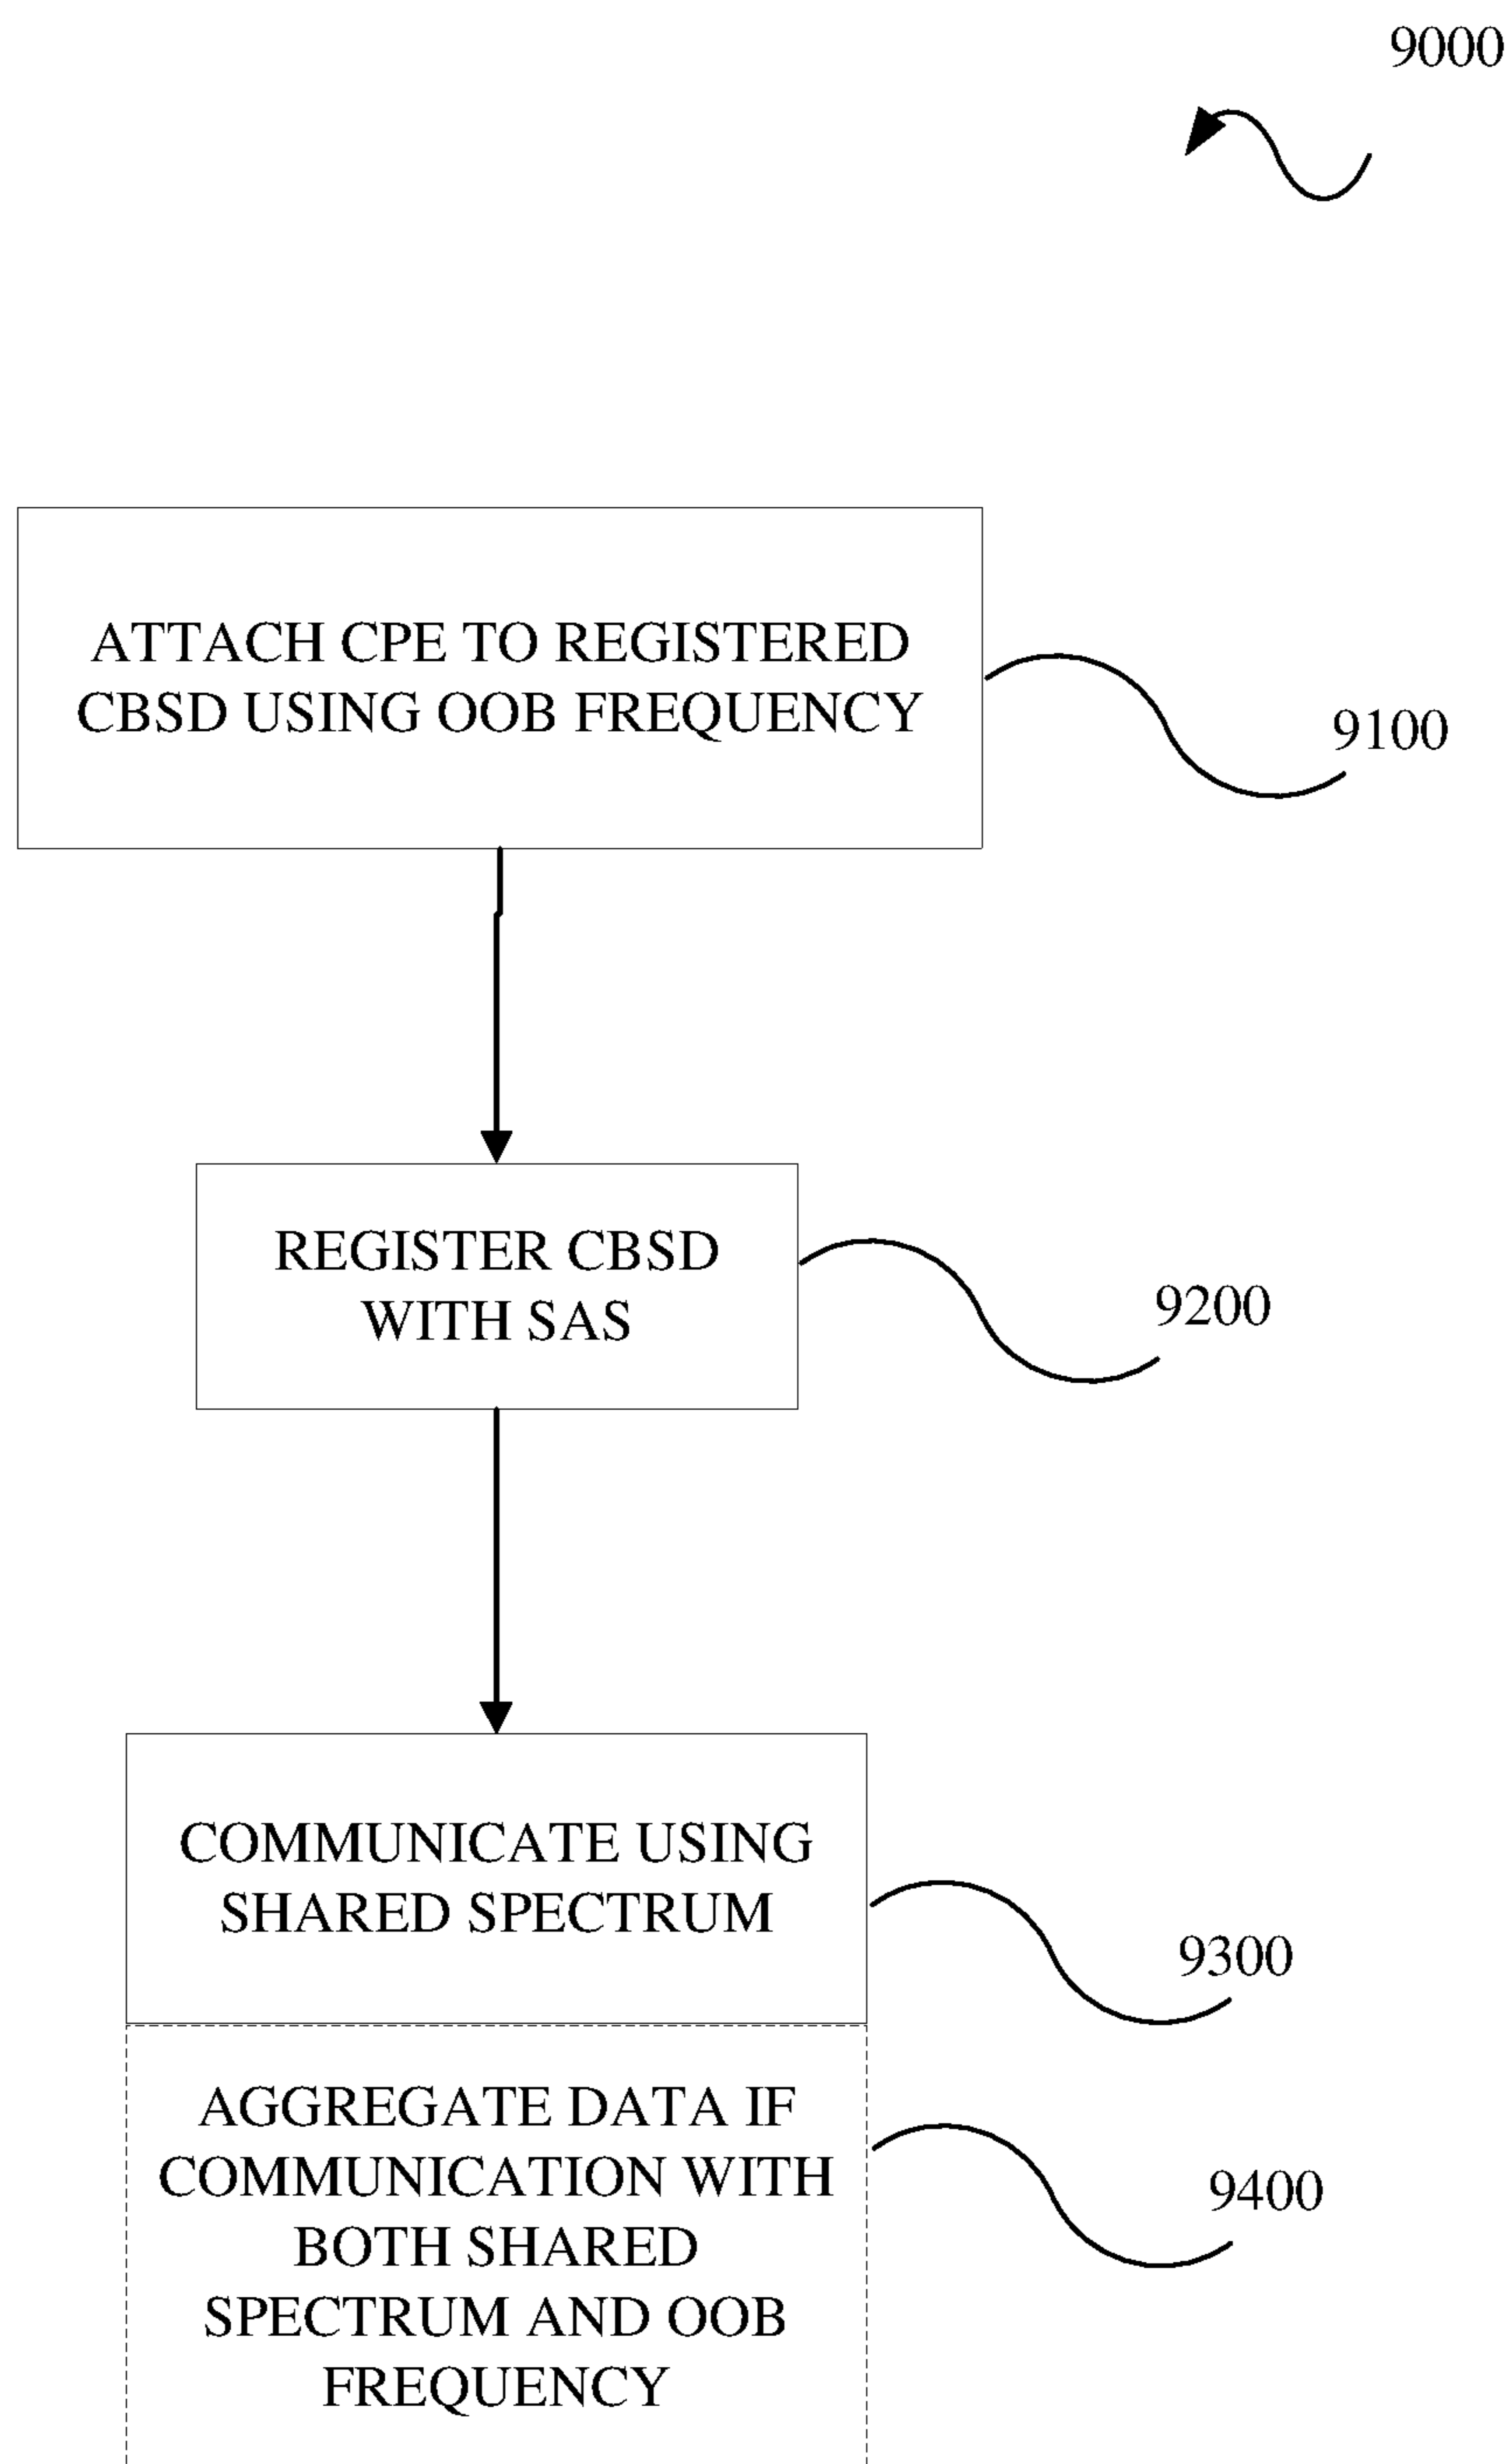 9000
ATTACH CPE TO REGISTERED
CBSD USING OOB FREQUENCY
9100
REGISTER CBSD
WITH SAS
9200
COMMUNICATE USING
SHARED SPECTRUM
9300
AGGREGATE DATA IF
COMMUNICATION WITH
BOTH SHARED
SPECTRUM AND OOB
FREQUENCY
9400